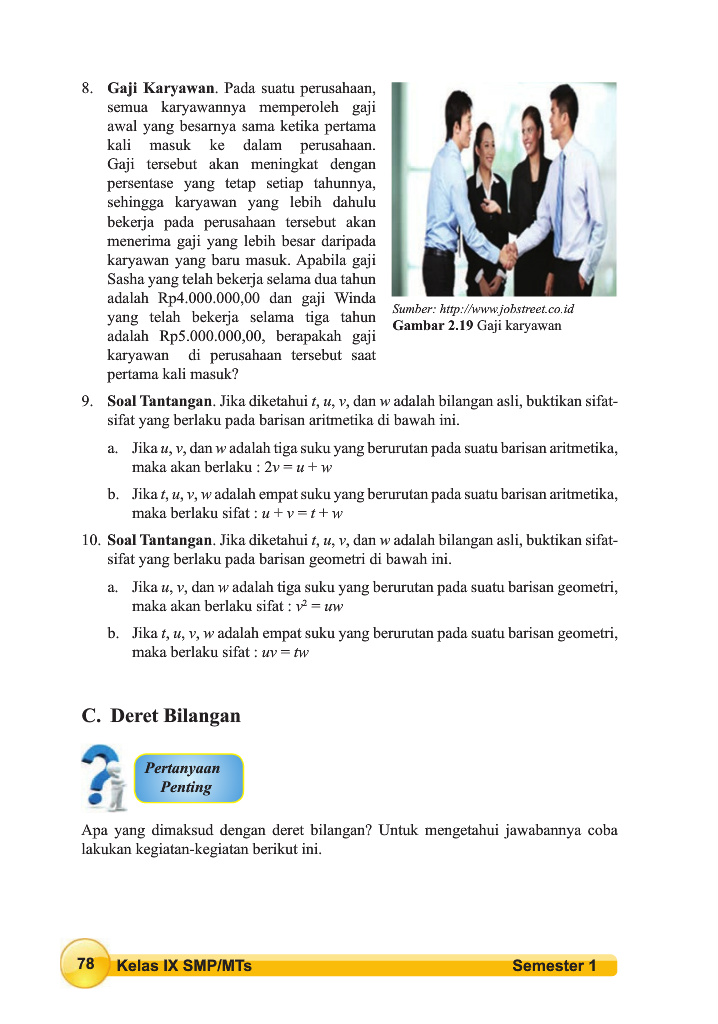 8. Gaji Karyawan. Pada suatu perusahaan,
semua karyawannya memperoleh gaji
awal yang besarnya sama ketika pertama
kali masuk ke dalam perusahaan.
Gaji tersebut akan meningkat dengan
persentase yang tetap setiap tahunnya,
sehingga karyawan yang lebih dahulu
bekerja pada perusahaan tersebut akan
menerima gaji yang lebih besar daripada
karyawan yang baru masuk. Apabila gaji
Sasha yang telah bekerja selama dua tahun
adalah Rp4.000.000,00 dan gaji Winda
yang telah bekerja selama tiga tahun
adalah Rp5.000.000,00, berapakah gaji
karyawan di perusahaan tersebut saat
pertama kali masuk?
Sumber: http://www.jobstreet.co.id
Gambar 2.19 Gaji karyawan
9. Soal Tantangan. Jika diketahui t, u, v, dan w adalah bilangan asli, buktikan sifat-
sifat yang berlaku pada barisan aritmetika di bawah ini.
a. Jika u, v, dan w adalah tiga suku yang berurutan pada suatu barisan aritmetika,
maka akan berlaku : 2v = u + w
b. Jika t, u, v, w adalah empat suku yang berurutan pada suatu barisan aritmetika,
maka berlaku sifat : u + v = t + w
10. Soal Tantangan. Jika diketahui t, u, v, dan w adalah bilangan asli, buktikan sifat-
sifat yang berlaku pada barisan geometri di bawah ini.
a. Jika u, v, dan w adalah tiga suku yang berurutan pada suatu barisan geometri,
maka akan berlaku sifat : v² = uw
b. Jika t, u, v, w adalah empat suku yang berurutan pada suatu barisan geometri,
maka berlaku sifat : uv = tw
C. Deret Bilangan
Pertanyaan
Penting
Apa yang dimaksud dengan deret bilangan? Untuk mengetahui jawabannya coba
lakukan kegiatan-kegiatan berikut ini.
78 Kelas IX SMP/MTs Semester 1